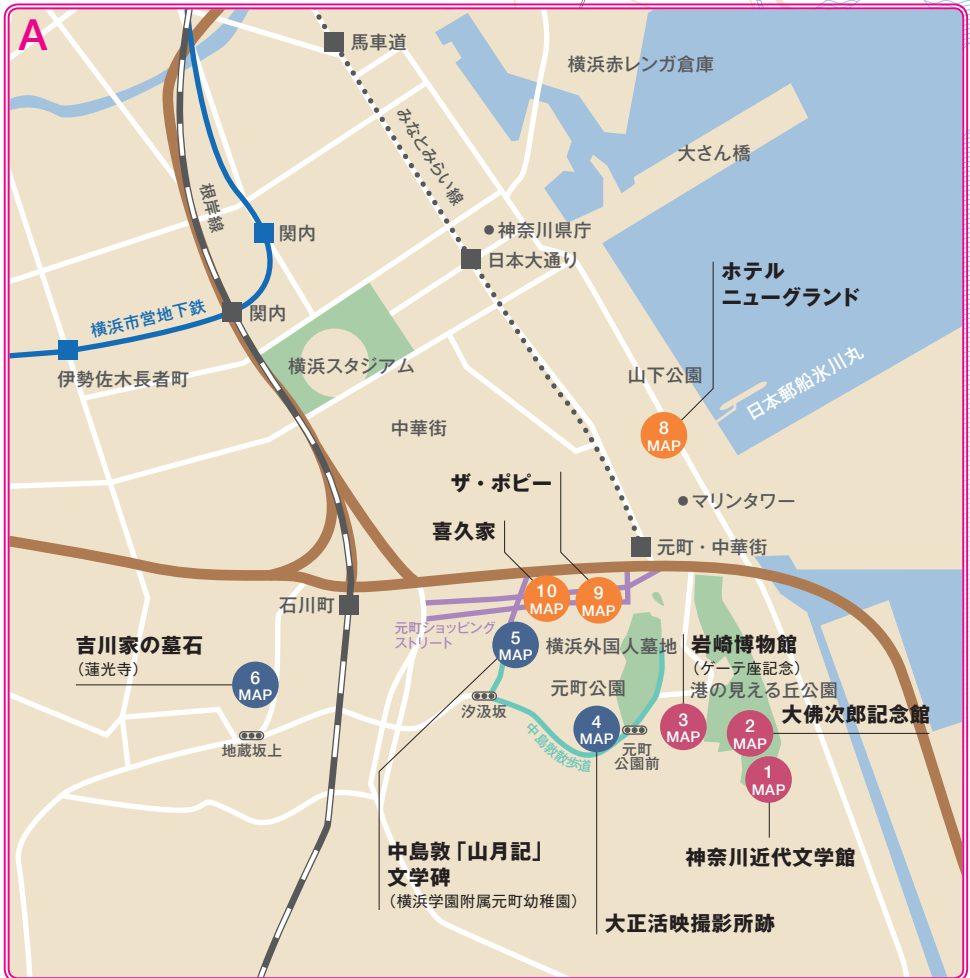 A
馬車道
横浜赤レンガ倉庫
みなとみらい線
大さん橋
根岸線
関内
神奈川県庁
日本大通り
ホテル
ニューグランド
関内
横浜市営地下鉄
伊勢佐木長者町
横浜スタジアム
山下公園
日本郵船氷川丸
中華街
8
MAP
ザ・ポピー
マリンタワー
喜久家
元町・中華街
石川町
10
MAP
9
MAP
元町ショッピング
ストリート
5
MAP
横浜外国人墓地
岩崎博物館
(ゲーテ座記念)
港の見える丘公園
吉川家の墓石
(蓮光寺)
6
MAP
元町公園
汐汲坂
大佛次郎記念館
4
MAP
3
MAP
2
MAP
地蔵坂上
中島敦散歩道
元町
公園前
1
MAP
中島敦「山月記」
文学碑
(横浜学園附属元町幼稚園)
神奈川近代文学館
大正活映撮影所跡